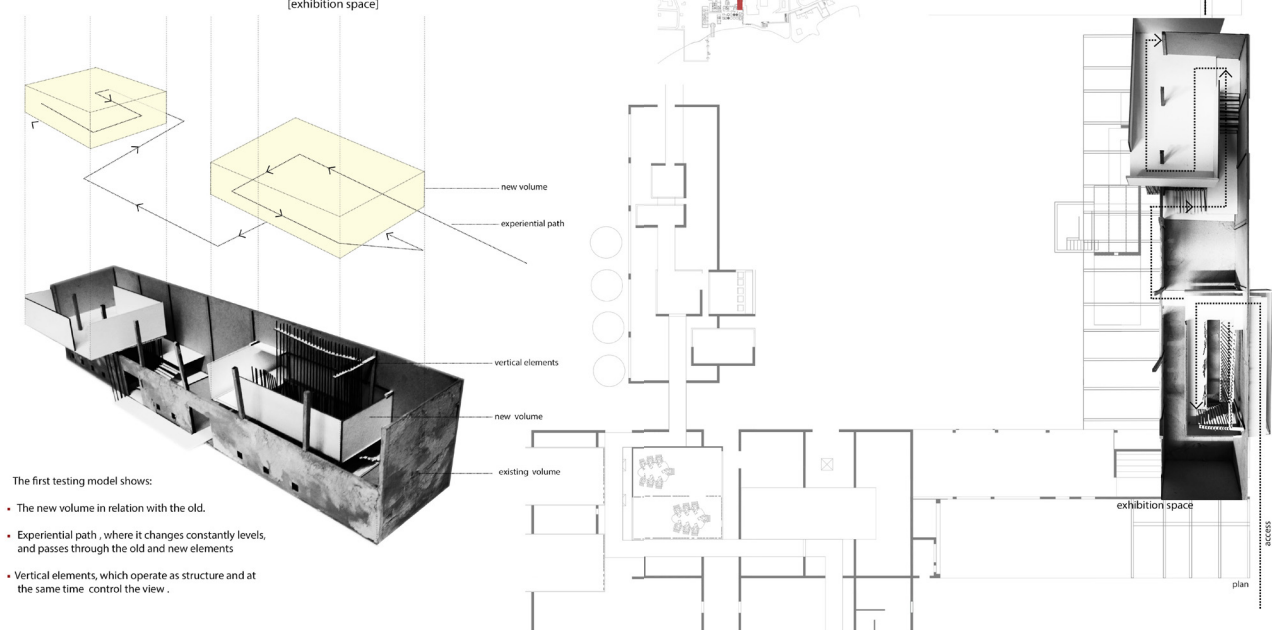 [exhibition space]
new volume
experiential path
vertical elements
new volume
existing volume
The first testing model shows:
The new volume in relation with the old.
Experiential path , where it changes constantly levels,
and passes through the old and new elements
Vertical elements, which operate as structure and at
the same time control the view .
exhibition space
access
plan